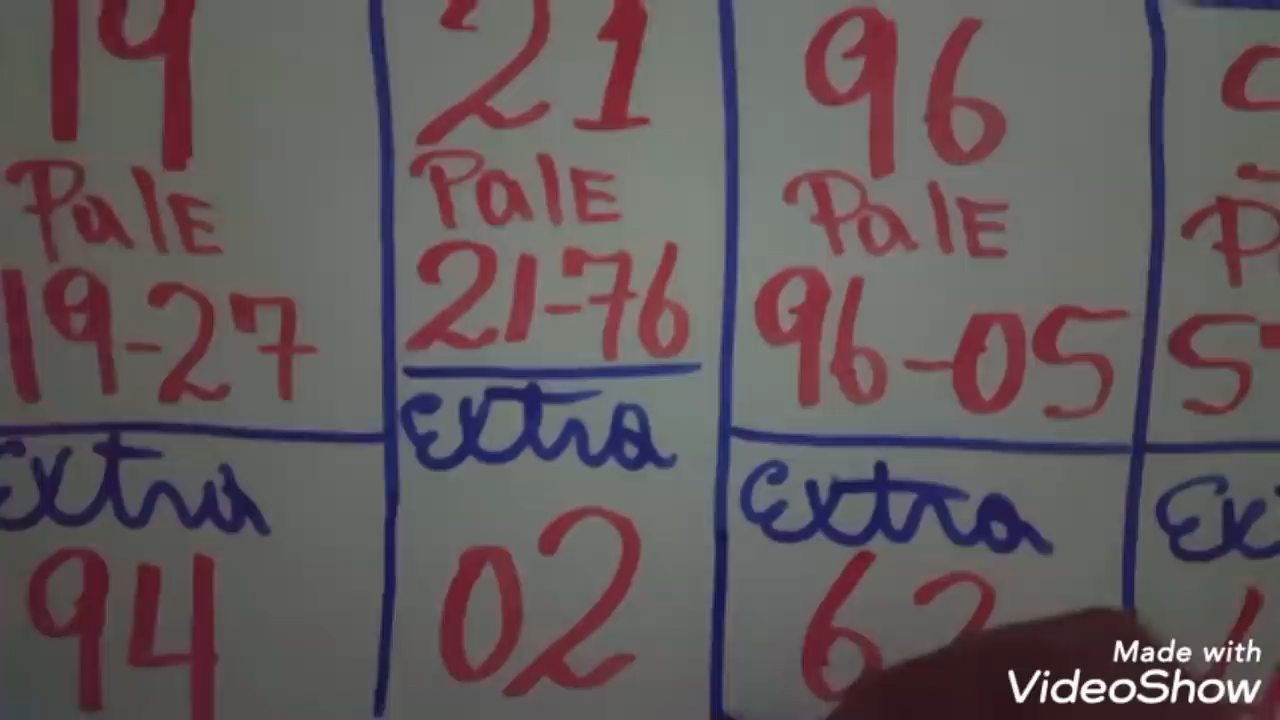 19
Pale
19-27
Extra
94
21
Pale
21-76
Extra
02
96
Pale
96-05
Extra
Made with
VideoShow